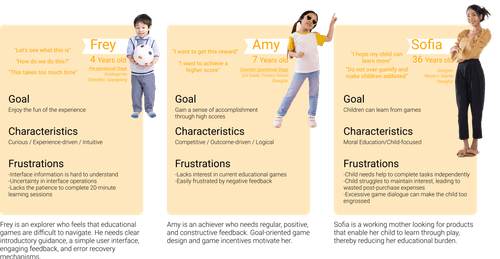 Frey
4 Years old
"Let's see what this is"
"How do we do this?"
"This takes too much time"
Goal
Enjoy the fun of the experience
Characteristics
Curious / Experience-driven / Intuitive
Frustrations
-Interface information is hard to understand
-Uncertainty in interface operations
-Lacks the patience to complete 20-minute
learning sessions
Frey is an explorer who feels that educational
games are difficult to navigate. He needs clear
introductory guidance, a simple user interface,
engaging feedback, and error recovery
mechanisms.
Amy
7 Years old
"I want to get this reward"
"I want to achieve a
higher score"
Goal
Gain a sense of accomplishment
through high scores
Characteristics
Competitive / Outcome-driven / Logical
Frustrations
-Lacks interest in current educational games
-Easily frustrated by negative feedback
Amy is an achiever who needs regular, positive,
and constructive feedback. Goal-oriented game
design and game incentives motivate her.
Sofia
36 Years old
"I hope my child can
learn more"
"Do not over-gamify and
make children addicted"
Goal
Children can learn from games
Characteristics
Moral Education/Child-focused
Frustrations
-Child needs help to complete tasks independently
-Child struggles to maintain interest, leading to
wasted post-purchase expenses
-Excessive game dialogue can make the child too
engrossed
Sofia is a working mother looking for products
that enable her child to learn through play,
thereby reducing her educational burden.